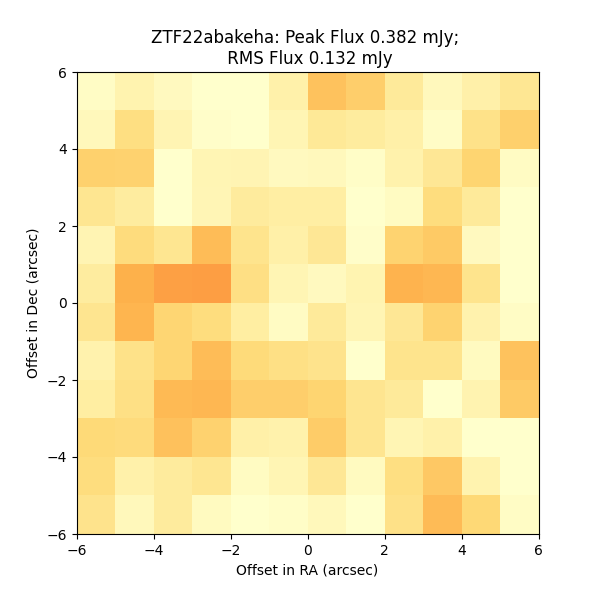 ZTF22abakeha: Peak Flux 0.382 mJy;
RMS Flux 0.132 mJy
6
4
2
0
−2
−4
−6
Offset in Dec (arcsec)
−6 −4 −2 0 2 4 6
Offset in RA (arcsec)